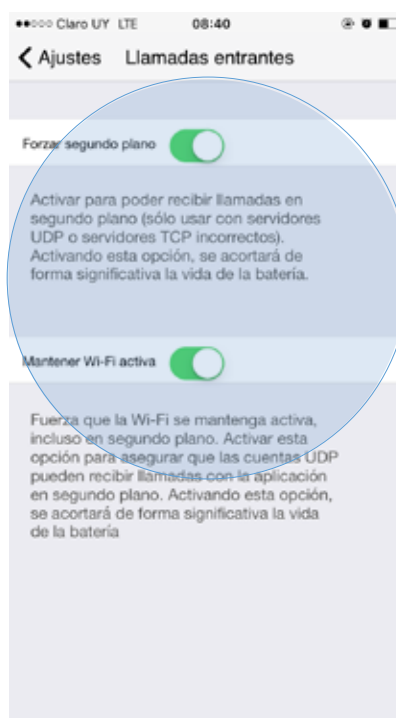 Claro UY LTE 08:40
Ajustes Llamadas entrantes
Forzar segundo plano
Activar para poder recibir llamadas en
segundo plano (sólo usar con servidores
UDP o servidores TCP incorrectos).
Activando esta opción, se acortará de
forma significativa la vida de la batería.
Mantener Wi-Fi activa
Fuerza que la Wi-Fi se mantenga activa,
incluso en segundo plano. Activar esta
opción para asegurar que las cuentas UDP
pueden recibir llamadas con la aplicación
en segundo plano. Activando esta opción,
se acortará de forma significativa la vida
de la batería